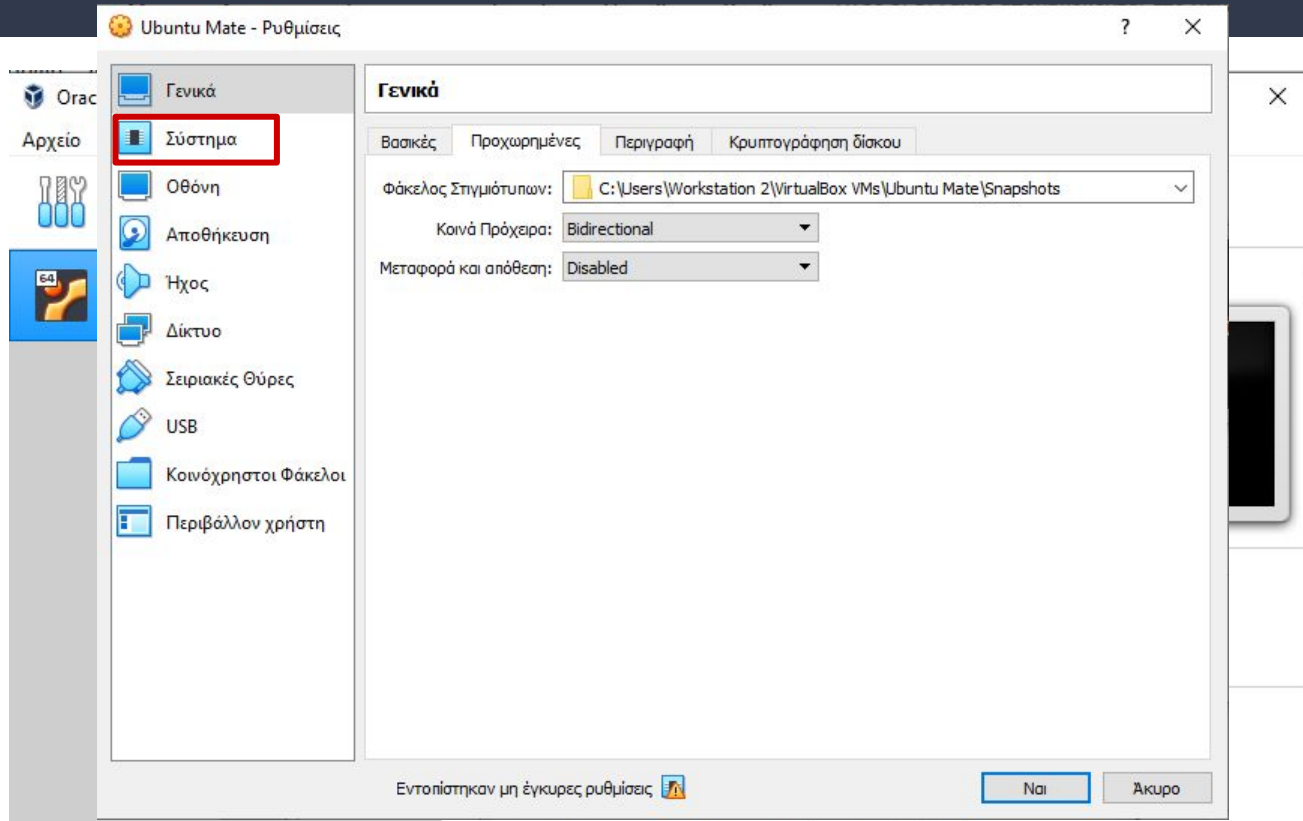 Ubuntu Mate - Ρυθμίσεις
?
Orac
Αρχείο
64
Γενικά
Σύστημα
Οθόνη
Αποθήκευση
Ήχος
Δίκτυο
Σειριακές Θύρες
USB
Κοινόχρηστοι Φάκελοι
Περιβάλλον χρήστη
Γενικά
Βασικές Προχωρημένες Περιγραφή Κρυπτογράφηση δίσκου
Φάκελος Στιγμιότυπων: C:\Users\Workstation 2\VirtualBox VMs\Ubuntu Mate\Snapshots
Κοινά Πρόχειρα: Bidirectional
Μεταφορά και απόθεση: Disabled
Εντοπίστηκαν μη έγκυρες ρυθμίσεις
Ναι Άκυρο